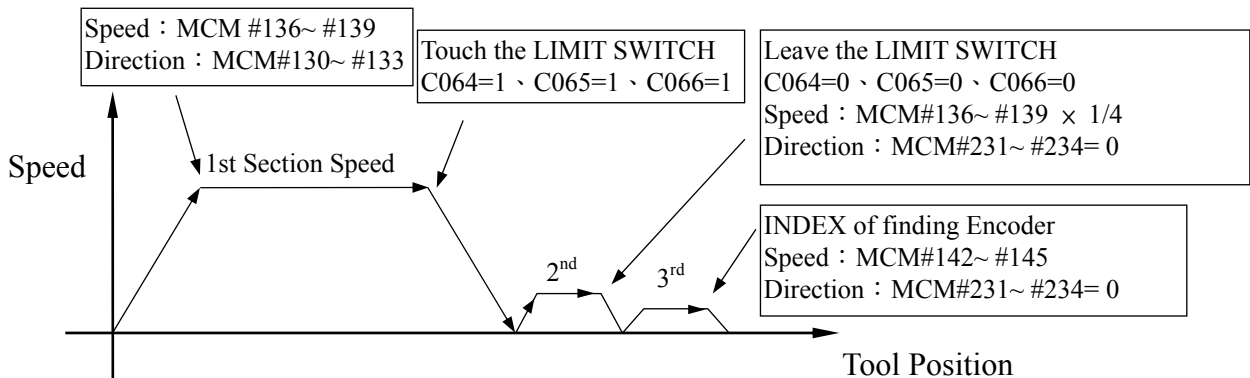 Speed：MCM #136~ #139
Direction：MCM#130~ #133
Touch the LIMIT SWITCH
C064=1、C065=1、C066=1
Leave the LIMIT SWITCH
C064=0、C065=0、C066=0
Speed：MCM#136~ #139 × 1/4
Direction：MCM#231~ #234= 0
Speed
1st Section Speed
INDEX of finding Encoder
Speed：MCM#142~ #145
Direction：MCM#231~ #234= 0
2nd
3rd
Tool Position